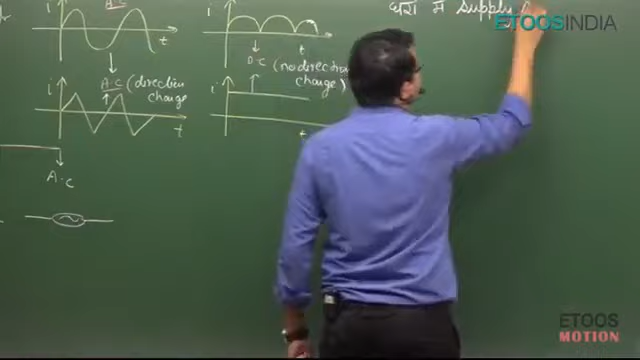 घरो में supply
ETOOSINDIA
i
A.C
t
i
D.C
t
(no direction
change)
i
A.C (direction
change
t
i
t
A.C
ETOOS
MOTION